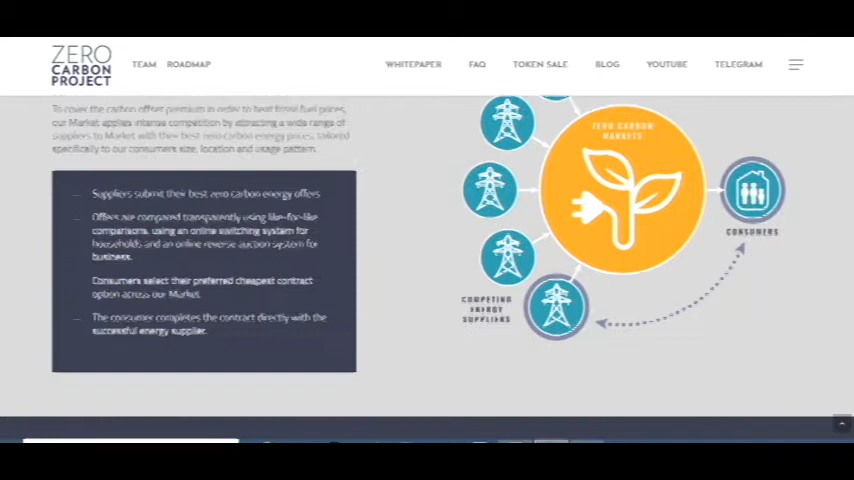 ZERO
CARBON
PROJECT
TEAM ROADMAP WHITEPAPER FAQ TOKEN SALE BLOG YOUTUBE TELEGRAM
To cover the carbon offset premium in order to beat fossil fuel prices,
our Market applies intense competition by attracting a wide range of
suppliers to Market with their best zero carbon energy prices, tailored
specifically to our consumers size, location and usage pattern.
— Suppliers submit their best zero carbon energy offers
— Offers are compared transparently using like-for-like
comparisons, using an online switching system for
households and an online reverse auction system for
business.
Consumers select their preferred cheapest contract
option across our Market.
— The consumer completes the contract directly with the
successful energy supplier.
ZERO CARBON
MARKETS
CONSUMERS
COMPETING
ENERGY
SUPPLIERS